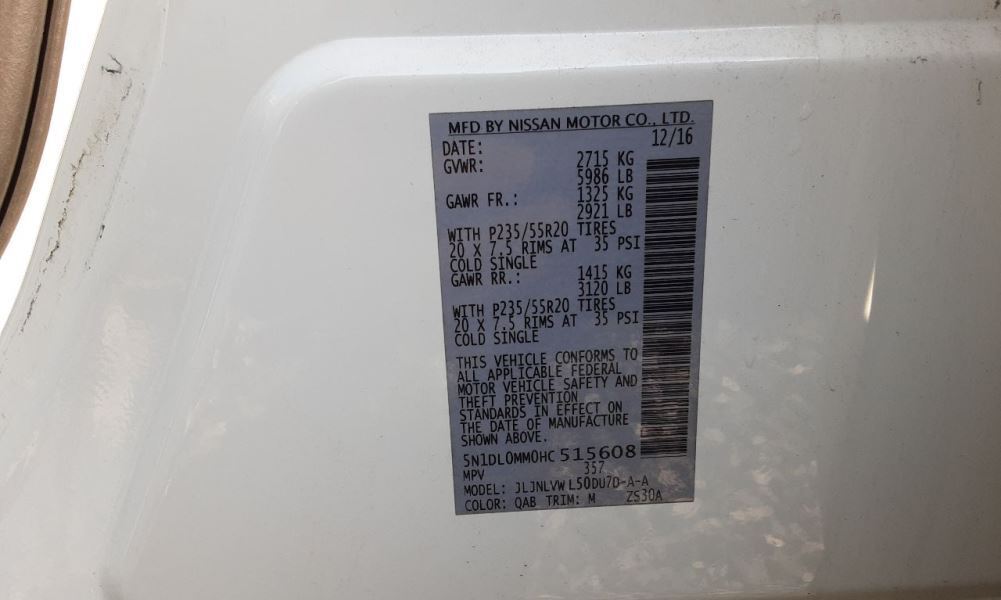 MFD BY NISSAN MOTOR CO., LTD.
DATE: 12/16
GVWR: 2715 KG
5986 LB
GAWR FR.: 1325 KG
2921 LB
WITH P235/55R20 TIRES
20 X 7.5 RIMS AT 35 PSI
COLD SINGLE
GAWR RR.: 1415 KG
3120 LB
WITH P235/55R20 TIRES
20 X 7.5 RIMS AT 35 PSI
COLD SINGLE
THIS VEHICLE CONFORMS TO
ALL APPLICABLE FEDERAL
MOTOR VEHICLE SAFETY AND
THEFT PREVENTION
STANDARDS IN EFFECT ON
THE DATE OF MANUFACTURE
SHOWN ABOVE.
5N1DL0MM0HC 515608
MPV 357
MODEL: JLJNLVW L50DU7D-A-A
COLOR: QAB TRIM: M ZS30A